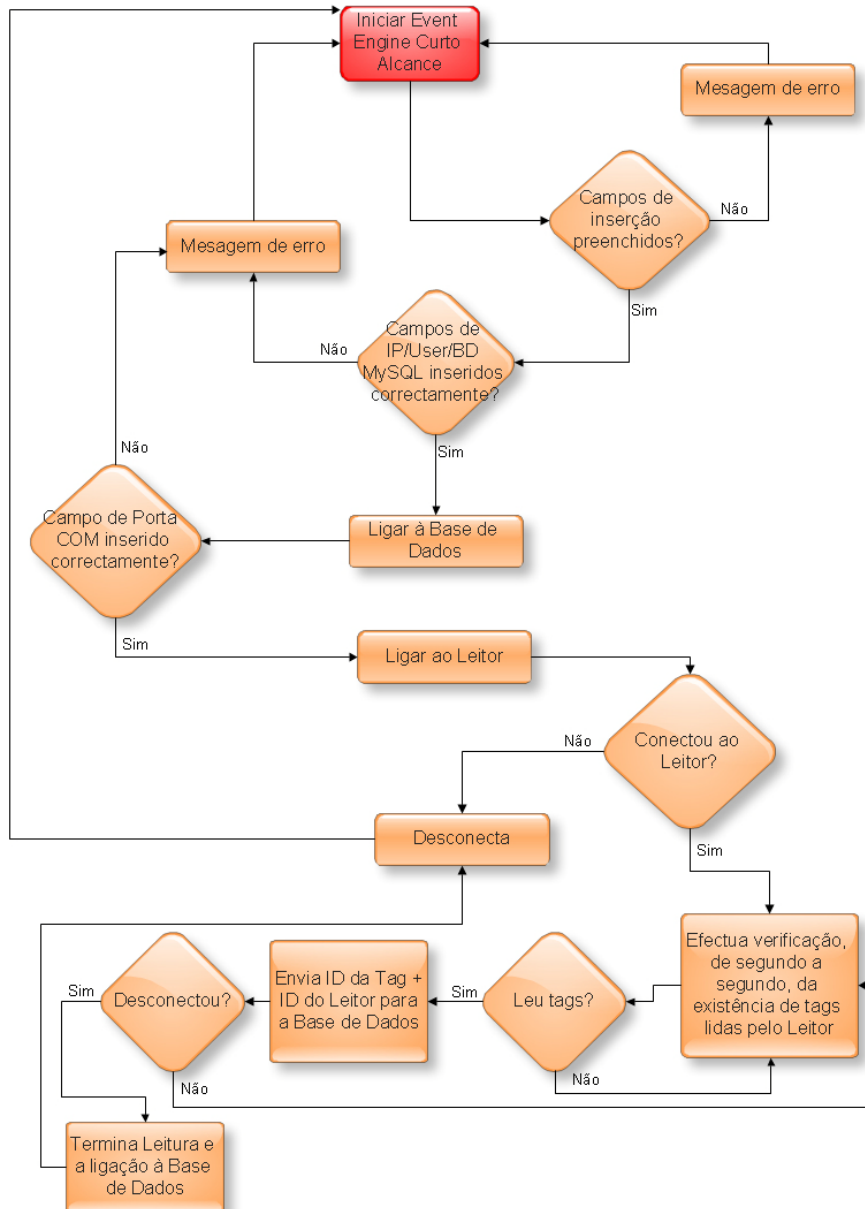 Iniciar Event
Engine Curto
Alcance
Mesagem de erro
Campos de
inserção
preenchidos?
Não
Sim
Mesagem de erro
Campos de
IP/User/BD
MySQL inseridos
correctamente?
Não
Sim
Não
Campo de Porta
COM inserido
correctamente?
Ligar à Base de
Dados
Sim
Ligar ao Leitor
Conectou ao
Leitor?
Não
Desconecta
Sim
Efectua verificação,
de segundo a
segundo, da
existência de tags
lidas pelo Leitor
Leu tags?
Sim
Não
Envia ID da Tag +
ID do Leitor para
a Base de Dados
Desconectou?
Sim
Não
Termina Leitura e
a ligação à Base
de Dados